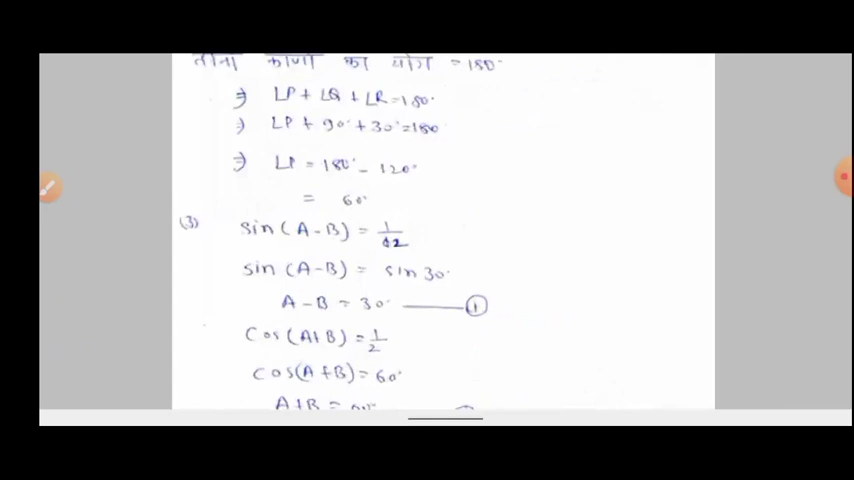 तीनो कोणों का योग = 180°
⇒ ∠P + ∠Q + ∠R = 180°
⇒ ∠P + 90° + 30° = 180
⇒ ∠P = 180° - 120°
= 60°
(3) sin(A-B) = 1/2
sin(A-B) = sin 30°
A-B = 30° ——— ①
Cos(A+B) = 1/2
Cos(A+B) = 60°
A+B = 60°